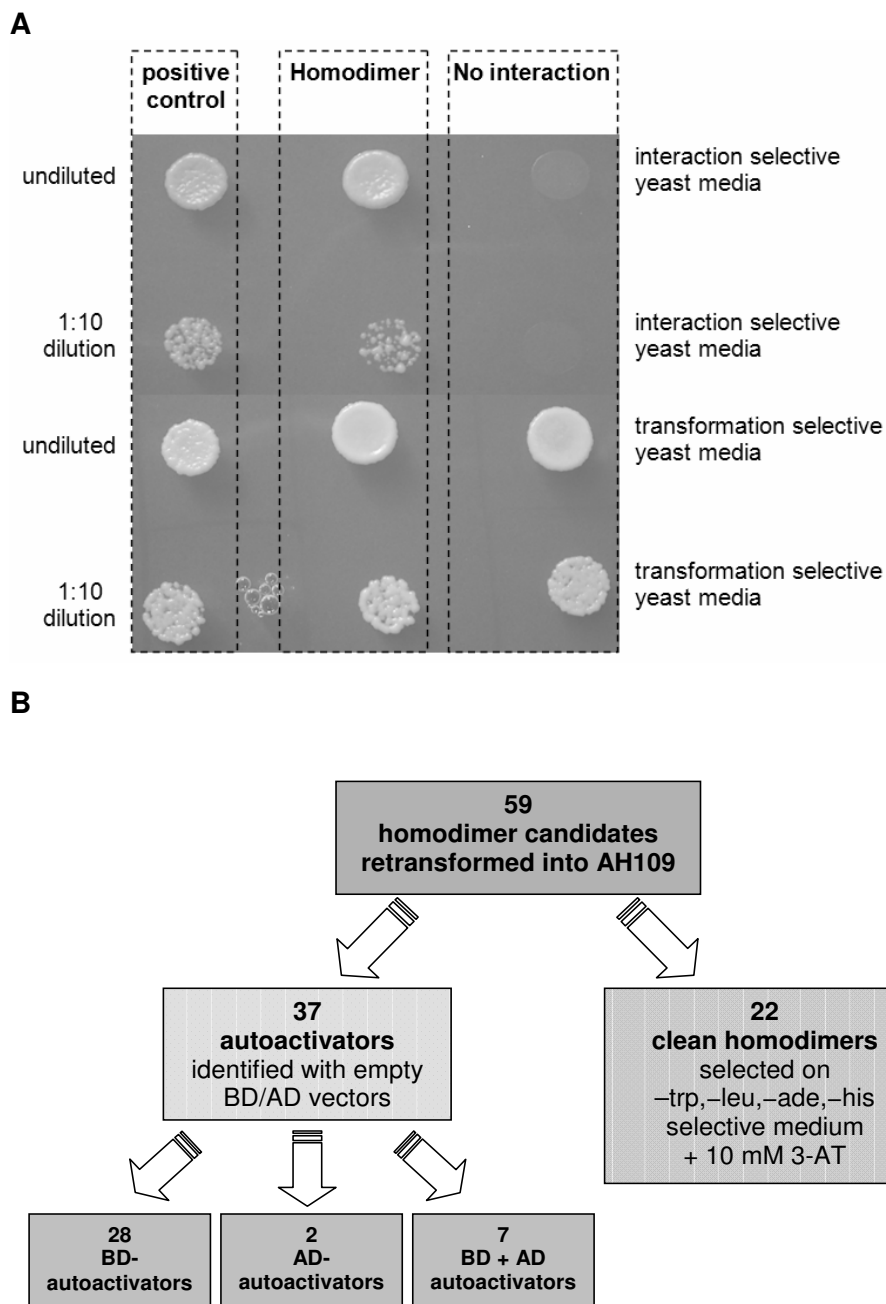 A
positive control
Homodimer
No interaction
undiluted
interaction selective yeast media
1:10 dilution
interaction selective yeast media
undiluted
transformation selective yeast media
1:10 dilution
transformation selective yeast media
B
59
homodimer candidates
retransformed into AH109
37
autoactivators
identified with empty
BD/AD vectors
22
clean homodimers
selected on
–trp,–leu,–ade,–his
selective medium
+ 10 mM 3-AT
28
BD-
autoactivators
2
AD-
autoactivators
7
BD + AD
autoactivators